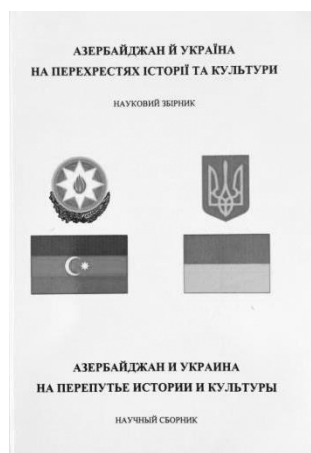 АЗЕРБАЙДЖАН Й УКРАЇНА
НА ПЕРЕХРЕСТЯХ ІСТОРІЇ ТА КУЛЬТУРИ
НАУКОВИЙ ЗБІРНИК
АЗЕРБАЙДЖАН И УКРАИНА
НА ПЕРЕПУТЬЕ ИСТОРИИ И КУЛЬТУРЫ
НАУЧНЫЙ СБОРНИК